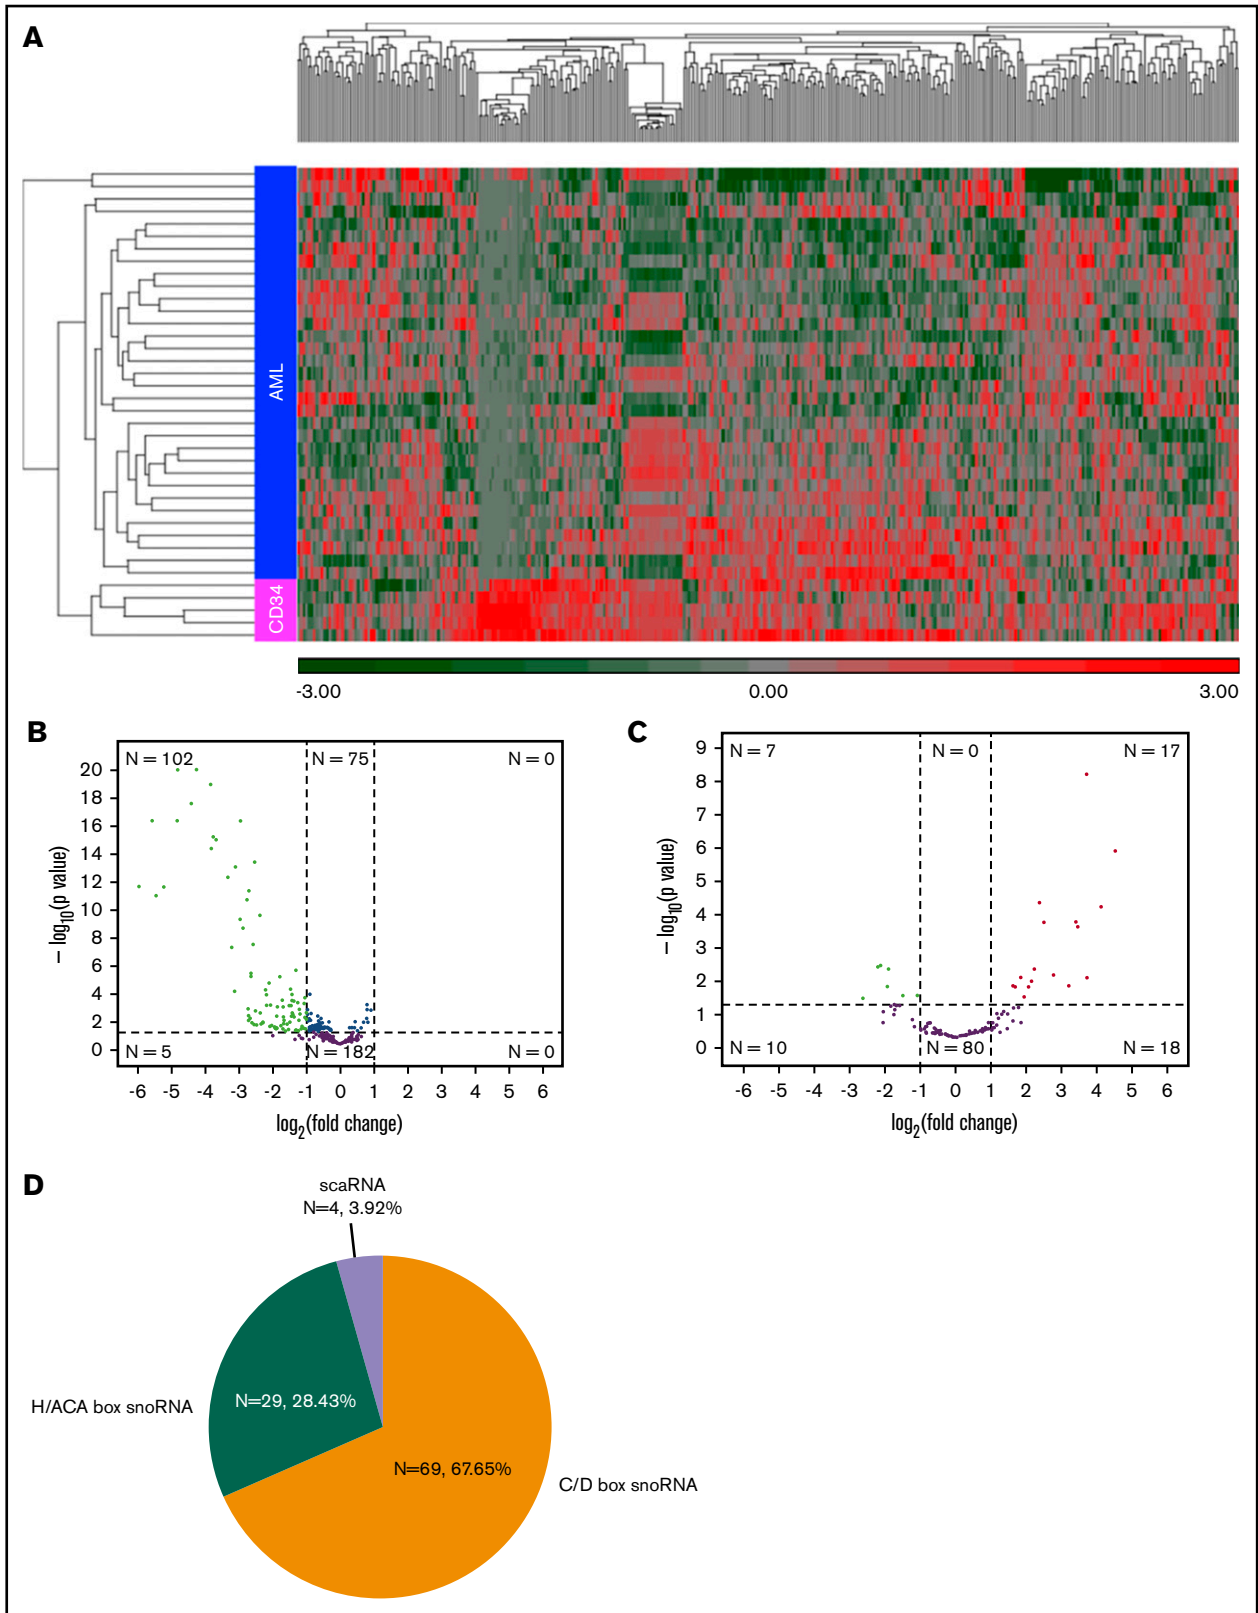 A
AML
CD34
-3.00 0.00 3.00
B
N = 102 N = 75 N = 0
20
18
16
14
12
10
8
6
4
2
0
– log10(p value)
N = 5 N = 182 N = 0
-6 -5 -4 -3 -2 -1 0 1 2 3 4 5 6
log2(fold change)
C
N = 7 N = 0 N = 17
9
8
7
6
5
4
3
2
1
0
– log10(p value)
N = 10 N = 80 N = 18
-6 -5 -4 -3 -2 -1 0 1 2 3 4 5 6
log2(fold change)
D
scaRNA
N=4, 3.92%
H/ACA box snoRNA
N=29, 28.43%
N=69, 67.65%
C/D box snoRNA